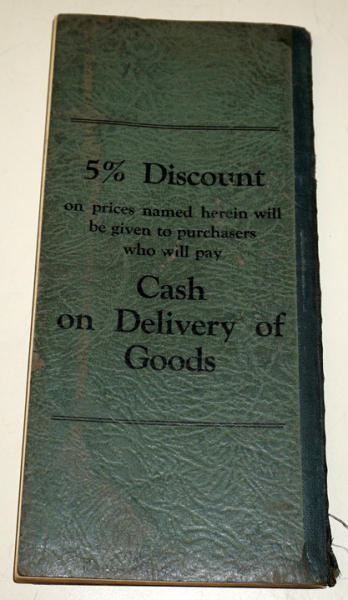 5% Discount
on prices named herein will
be given to purchasers
who will pay
Cash
on Delivery of
Goods